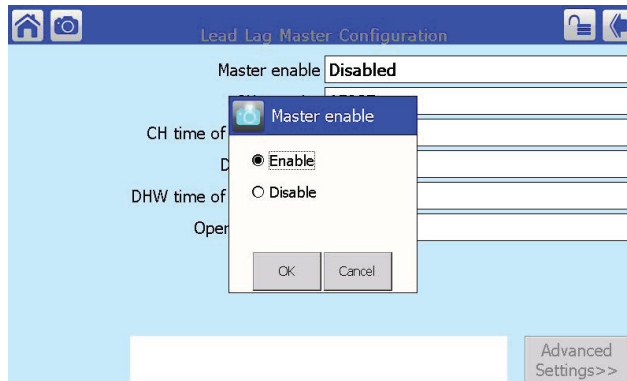 Lead Lag Master Configuration
Master enable Disabled
Master enable
CH time of
Enable
DHW time of
Disable
OK Cancel
Advanced
Settings>>